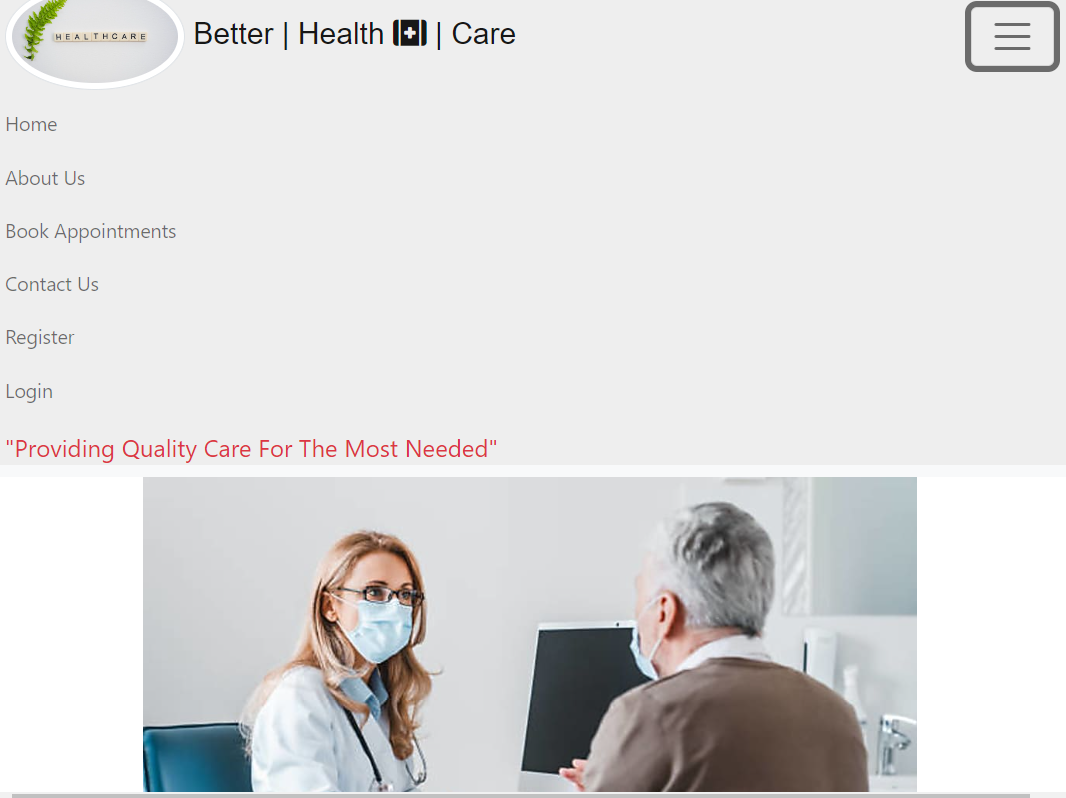 HEALTHCARE
Better | Health | Care
Home
About Us
Book Appointments
Contact Us
Register
Login
"Providing Quality Care For The Most Needed"